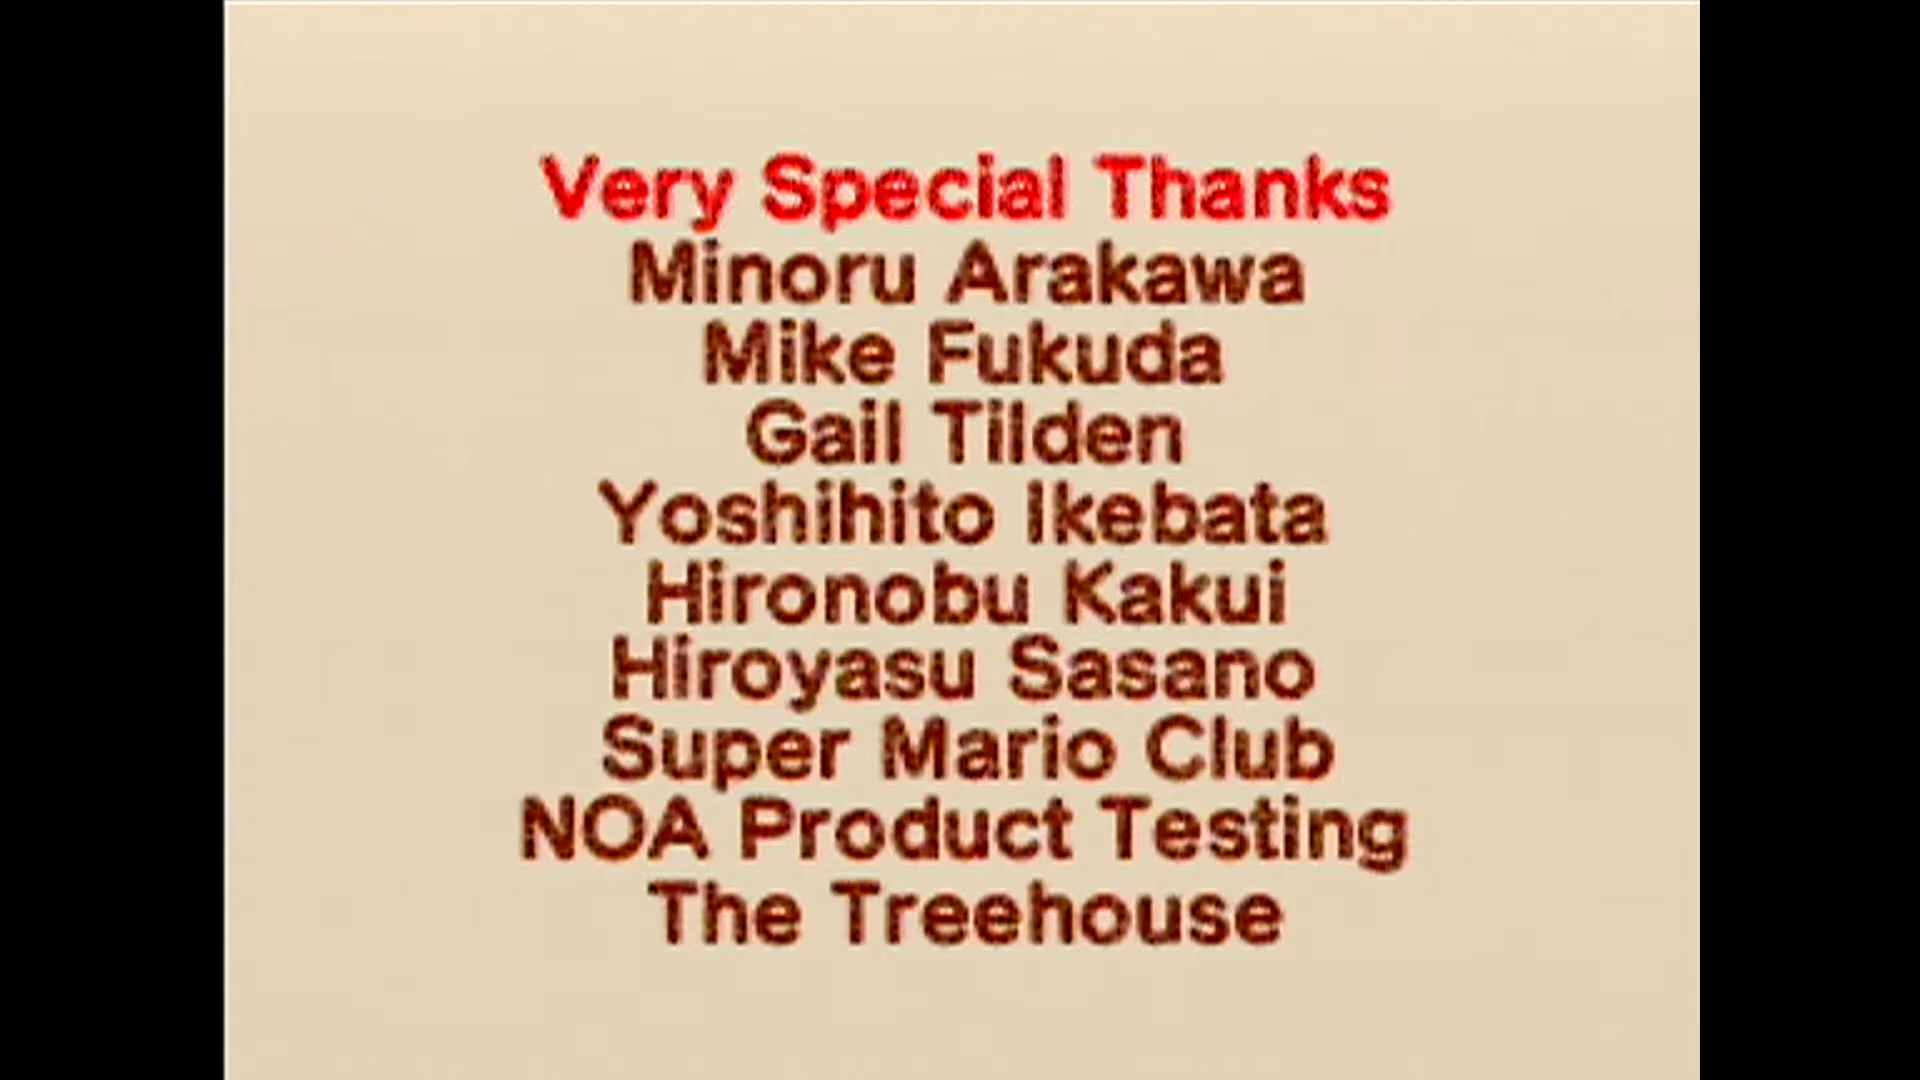 Very Special Thanks
Minoru Arakawa
Mike Fukuda
Gail Tilden
Yoshihito Ikebata
Hironobu Kakui
Hiroyasu Sasano
Super Mario Club
NOA Product Testing
The Treehouse